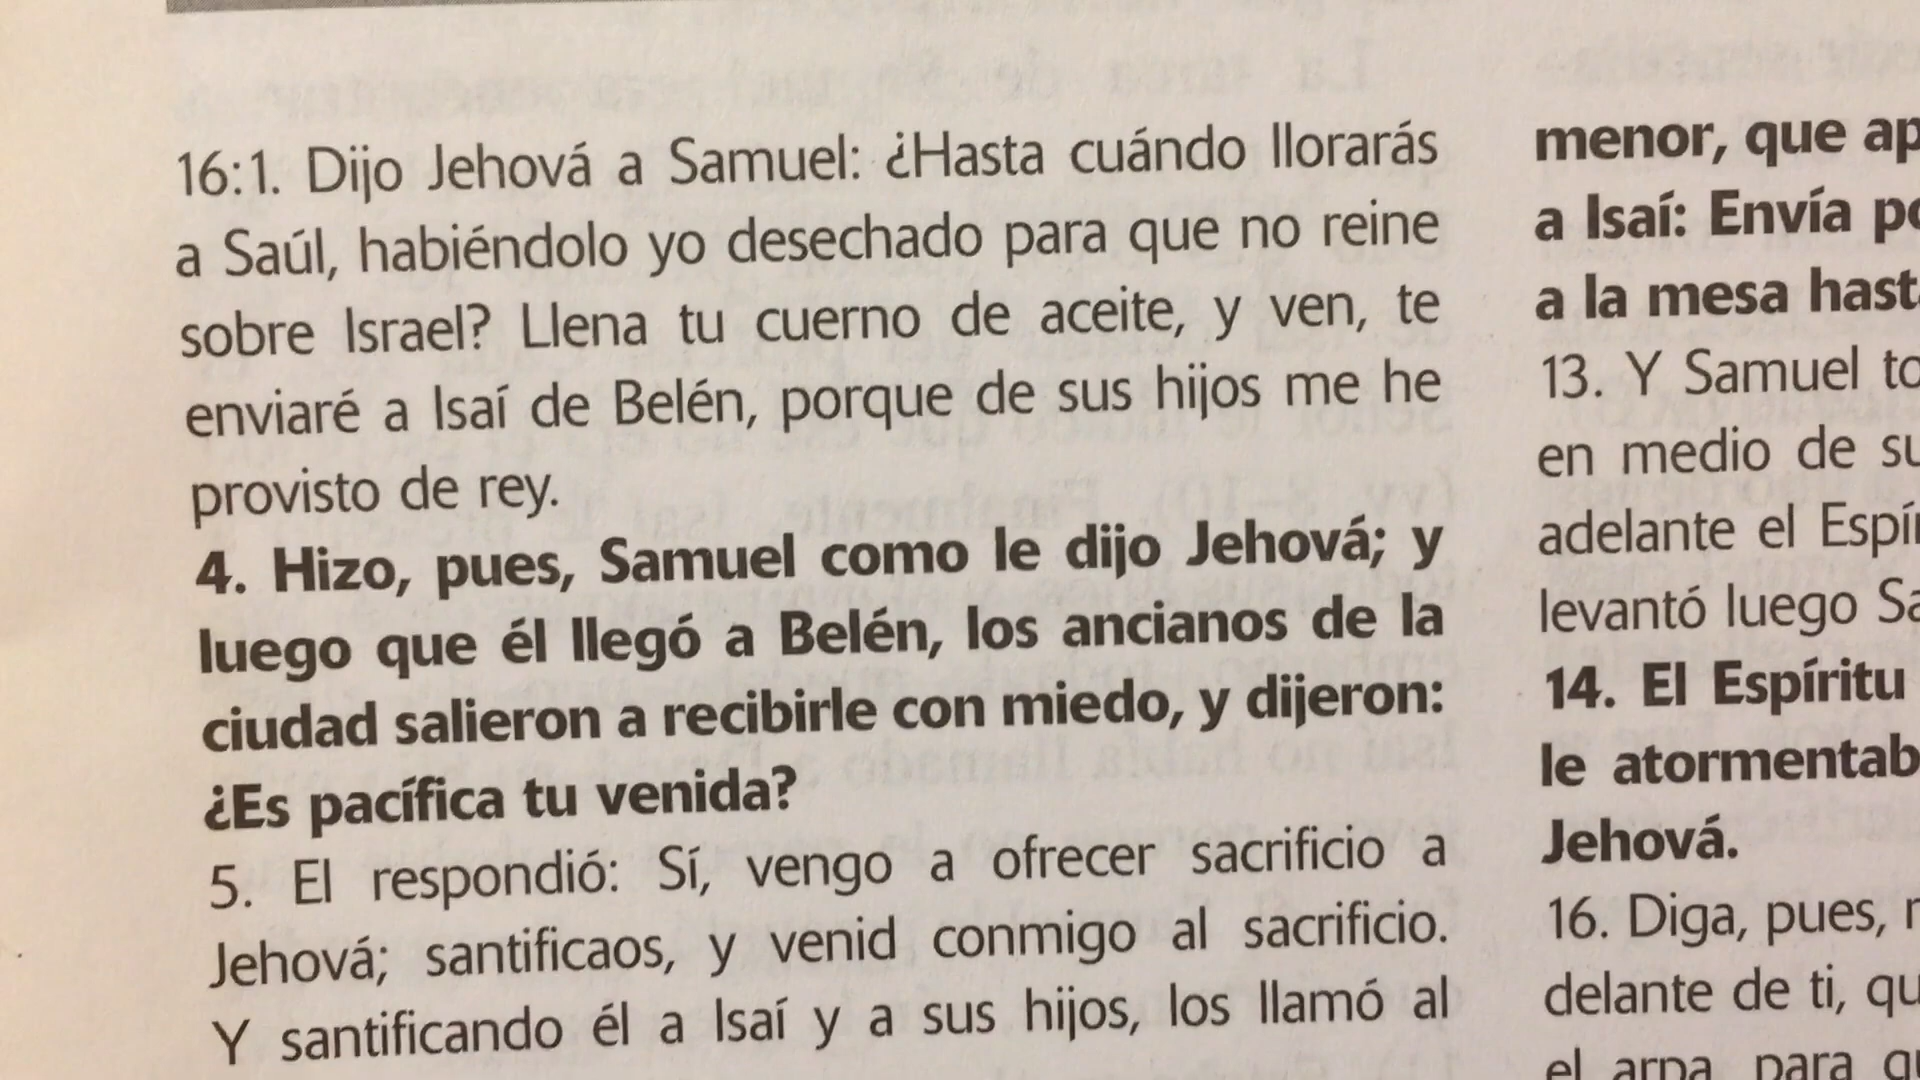 16:1. Dijo Jehová a Samuel: ¿Hasta cuándo llorarás
a Saúl, habiéndolo yo desechado para que no reine
sobre Israel? Llena tu cuerno de aceite, y ven, te
enviaré a Isaí de Belén, porque de sus hijos me he
provisto de rey.
4. Hizo, pues, Samuel como le dijo Jehová; y
luego que él llegó a Belén, los ancianos de la
ciudad salieron a recibirle con miedo, y dijeron:
¿Es pacífica tu venida?
5. El respondió: Sí, vengo a ofrecer sacrificio a
Jehová; santificaos, y venid conmigo al sacrificio.
Y santificando él a Isaí y a sus hijos, los llamó al
menor, que
a Isaí: Envía
a la mesa
13. Y Samuel
en medio de
adelante el
levantó luego
14. El Espíritu
le
Jehová.
16. Diga, pues,
delante de ti,
el arpa para